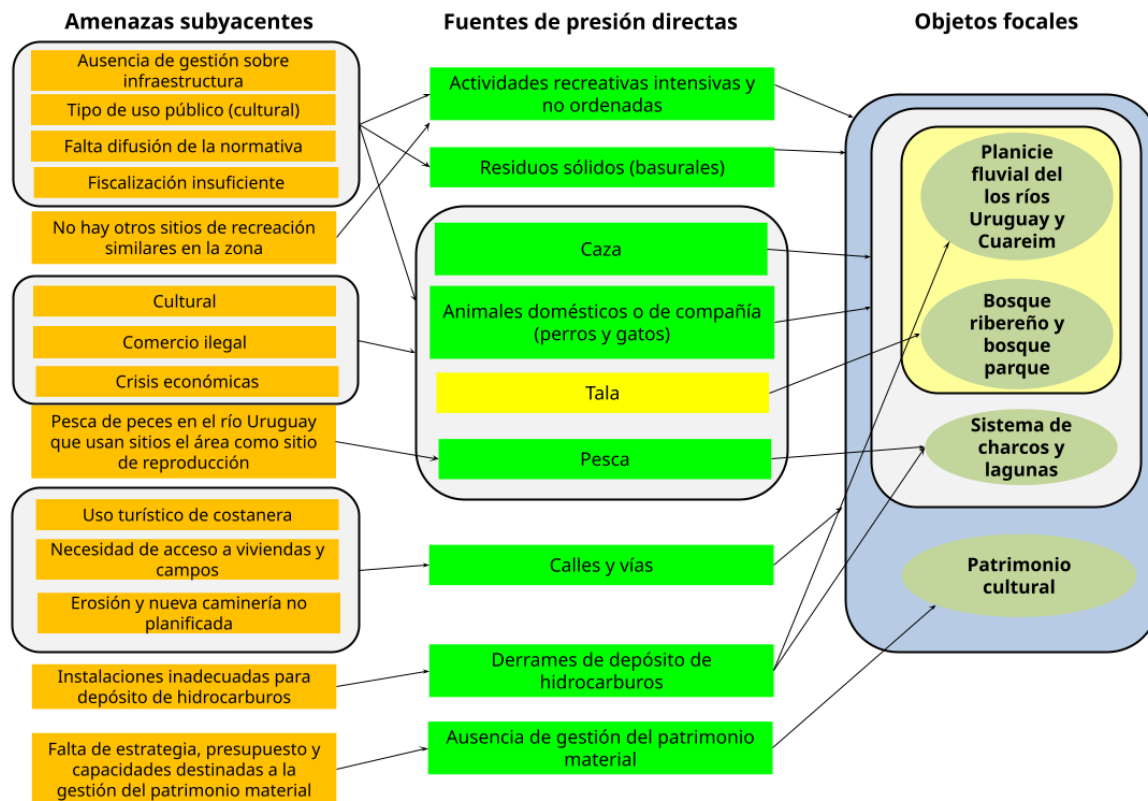 Amenazas subyacentes
Ausencia de gestión sobre
infraestructura
Tipo de uso público (cultural)
Falta difusión de la normativa
Fiscalización insuficiente
No hay otros sitios de recreación
similares en la zona
Cultural
Comercio ilegal
Crisis económicas
Pesca de peces en el río Uruguay
que usan sitios el área como sitio
de reproducción
Uso turístico de costanera
Necesidad de acceso a viviendas y
campos
Erosión y nueva caminería no
planificada
Instalaciones inadecuadas para
depósito de hidrocarburos
Falta de estrategia, presupuesto y
capacidades destinadas a la
gestión del patrimonio material
Fuentes de presión directas
Actividades recreativas intensivas y
no ordenadas
Residuos sólidos (basurales)
Caza
Animales domésticos o de compañía
(perros y gatos)
Tala
Pesca
Calles y vías
Derrames de depósito de
hidrocarburos
Ausencia de gestión del patrimonio
material
Objetos focales
Planicie
fluvial del
los ríos
Uruguay y
Cuareim
Bosque
ribereño y
bosque
parque
Sistema de
charcos y
lagunas
Patrimonio
cultural